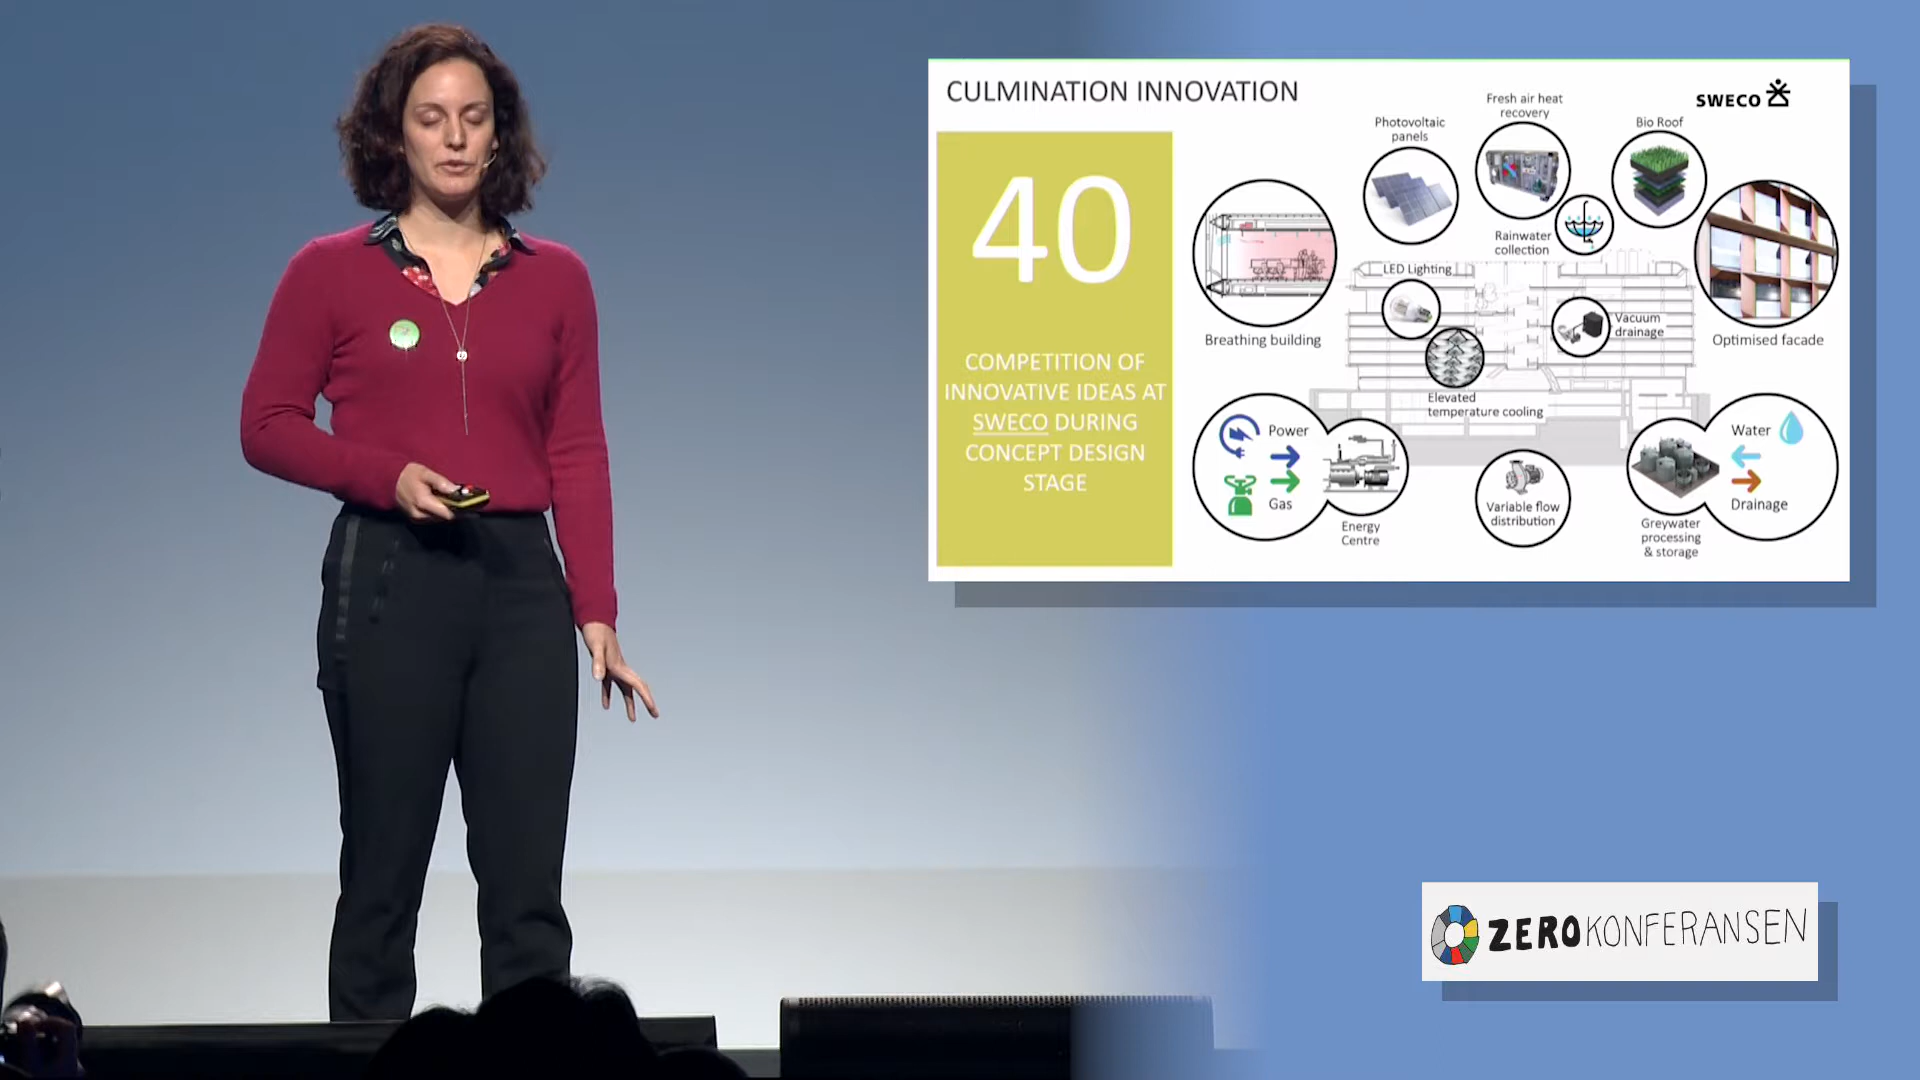 CULMINATION INNOVATION
SWECO
40
COMPETITION OF
INNOVATIVE IDEAS AT
SWECO DURING
CONCEPT DESIGN
STAGE
Photovoltaic
panels
Fresh air heat
recovery
Bio Roof
Rainwater
collection
LED Lighting
Breathing building
Vacuum
drainage
Optimised facade
Elevated
temperature cooling
Power
Gas
Energy
Centre
Variable flow
distribution
Greywater
processing
& storage
Water
Drainage
ZEROKONFERANSEN